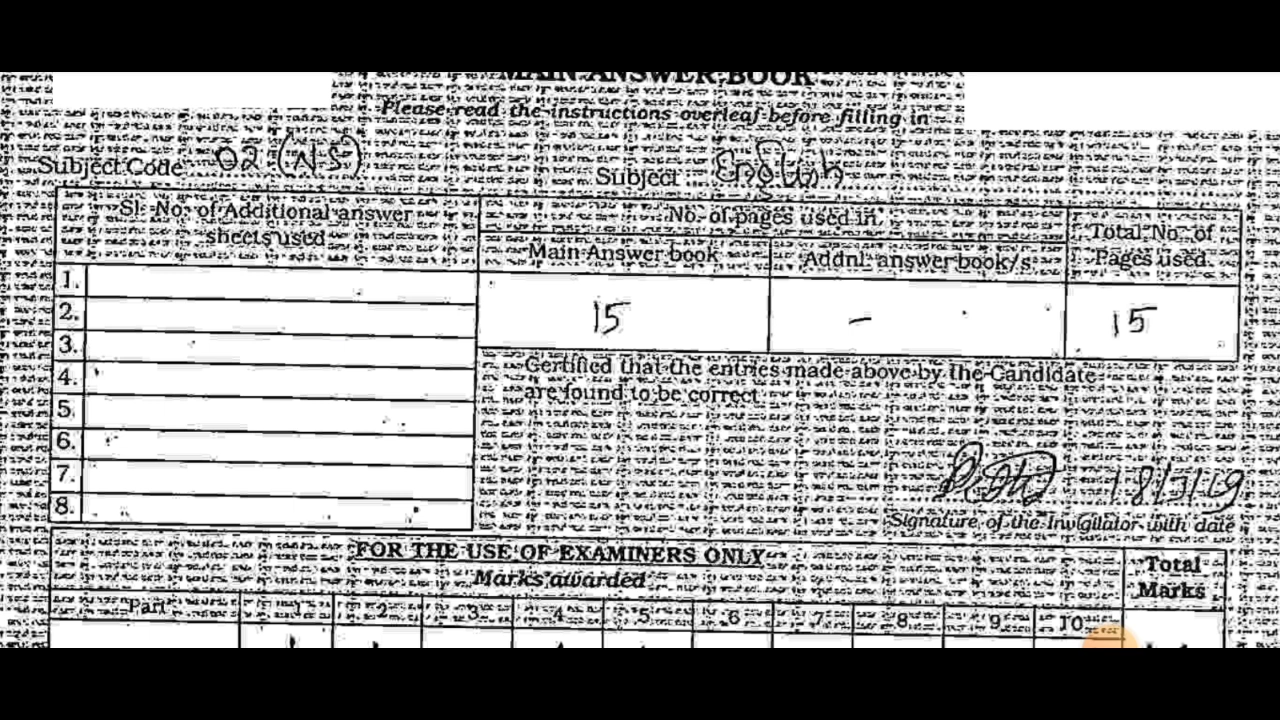 MAIN ANSWER BOOK
Please read the instructions overleaf before filling in
Subject Code 02 (N.S)
Subject English
Sl. No. of Additional answer sheets used
No. of pages used in
Total No. of Pages used
Main Answer book
Addnl. answer book/s
1.
2.
3.
4.
5.
6.
7.
8.
15
–
15
Certified that the entries made above by the Candidate
are found to be correct
18/3/19
Signature of the Invigilator with date
FOR THE USE OF EXAMINERS ONLY
Marks awarded
Total Marks
Part 1 2 3 4 5 6 7 8 9 10